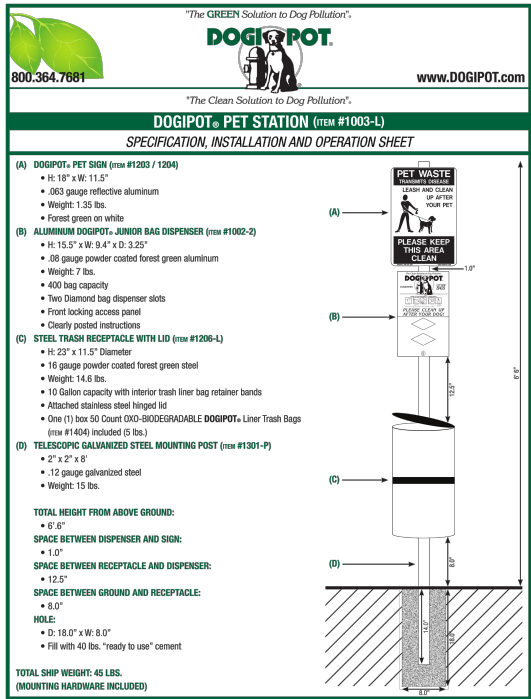 "The GREEN Solution to Dog Pollution"®
DOGIPOT®
800.364.7681
www.DOGIPOT.com
"The Clean Solution to Dog Pollution"®
DOGIPOT® PET STATION (ITEM #1003-L)
SPECIFICATION, INSTALLATION AND OPERATION SHEET
(A) DOGIPOT® PET SIGN (ITEM #1203 / 1204)
• H: 18" x W: 11.5"
• .063 gauge reflective aluminum
• Weight: 1.35 lbs.
• Forest green on white
(B) ALUMINUM DOGIPOT® JUNIOR BAG DISPENSER (ITEM #1002-2)
• H: 15.5" x W: 9.4" x D: 3.25"
• .08 gauge powder coated forest green aluminum
• Weight: 7 lbs.
• 400 bag capacity
• Two Diamond bag dispenser slots
• Front locking access panel
• Clearly posted instructions
(C) STEEL TRASH RECEPTACLE WITH LID (ITEM #1206-L)
• H: 23" x 11.5" Diameter
• 16 gauge powder coated forest green steel
• Weight: 14.6 lbs.
• 10 Gallon capacity with interior trash liner bag retainer bands
• Attached stainless steel hinged lid
• One (1) box 50 Count OXO-BIODEGRADABLE DOGIPOT® Liner Trash Bags
(ITEM #1404) included (5 lbs.)
(D) TELESCOPIC GALVANIZED STEEL MOUNTING POST (ITEM #1301-P)
• 2" x 2" x 8'
• .12 gauge galvanized steel
• Weight: 15 lbs.
TOTAL HEIGHT FROM ABOVE GROUND:
• 6'.6"
SPACE BETWEEN DISPENSER AND SIGN:
• 1.0"
SPACE BETWEEN RECEPTACLE AND DISPENSER:
• 12.5"
SPACE BETWEEN GROUND AND RECEPTACLE:
• 8.0"
HOLE:
• D: 18.0" x W: 8.0"
• Fill with 40 lbs. "ready to use" cement
TOTAL SHIP WEIGHT: 45 LBS.
(MOUNTING HARDWARE INCLUDED)
PET WASTE
TRANSMITS DISEASE
LEASH AND CLEAN
UP AFTER
YOUR PET
PLEASE KEEP
THIS AREA
CLEAN
(A)
1.0"
DOGIPOT
PLEASE CLEAN UP
AFTER YOUR DOG!
(B)
12.5"
6' 6"
(C)
(D)
8.0"
14.0"
18.0"
8.0"